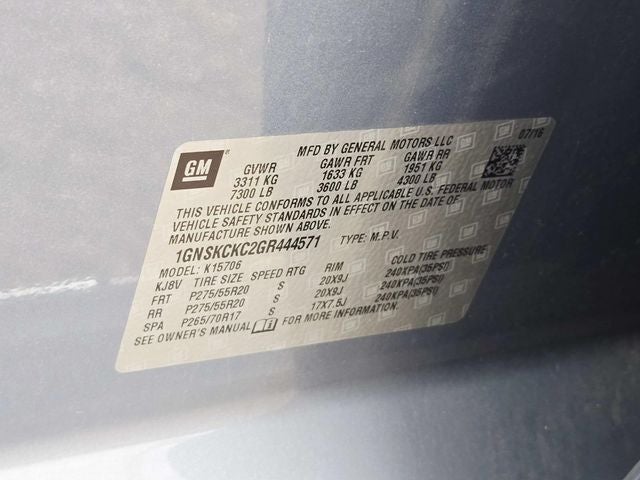 GM
MFD BY GENERAL MOTORS LLC 07/16
GVWR GAWR FRT GAWR RR
3311 KG 1633 KG 1951 KG
7300 LB 3600 LB 4300 LB
THIS VEHICLE CONFORMS TO ALL APPLICABLE U.S. FEDERAL MOTOR
VEHICLE SAFETY STANDARDS IN EFFECT ON THE DATE OF
MANUFACTURE SHOWN ABOVE.
1GNSKCKC2GR444571 TYPE: M.P.V.
MODEL: K15706
KJ8V TIRE SIZE SPEED RTG RIM COLD TIRE PRESSURE
FRT P275/55R20 S 20X9J 240KPA(35PSI)
RR P275/55R20 S 20X9J 240KPA(35PSI)
SPA P265/70R17 S 17X7.5J 240KPA(35PSI)
SEE OWNER'S MANUAL FOR MORE INFORMATION.